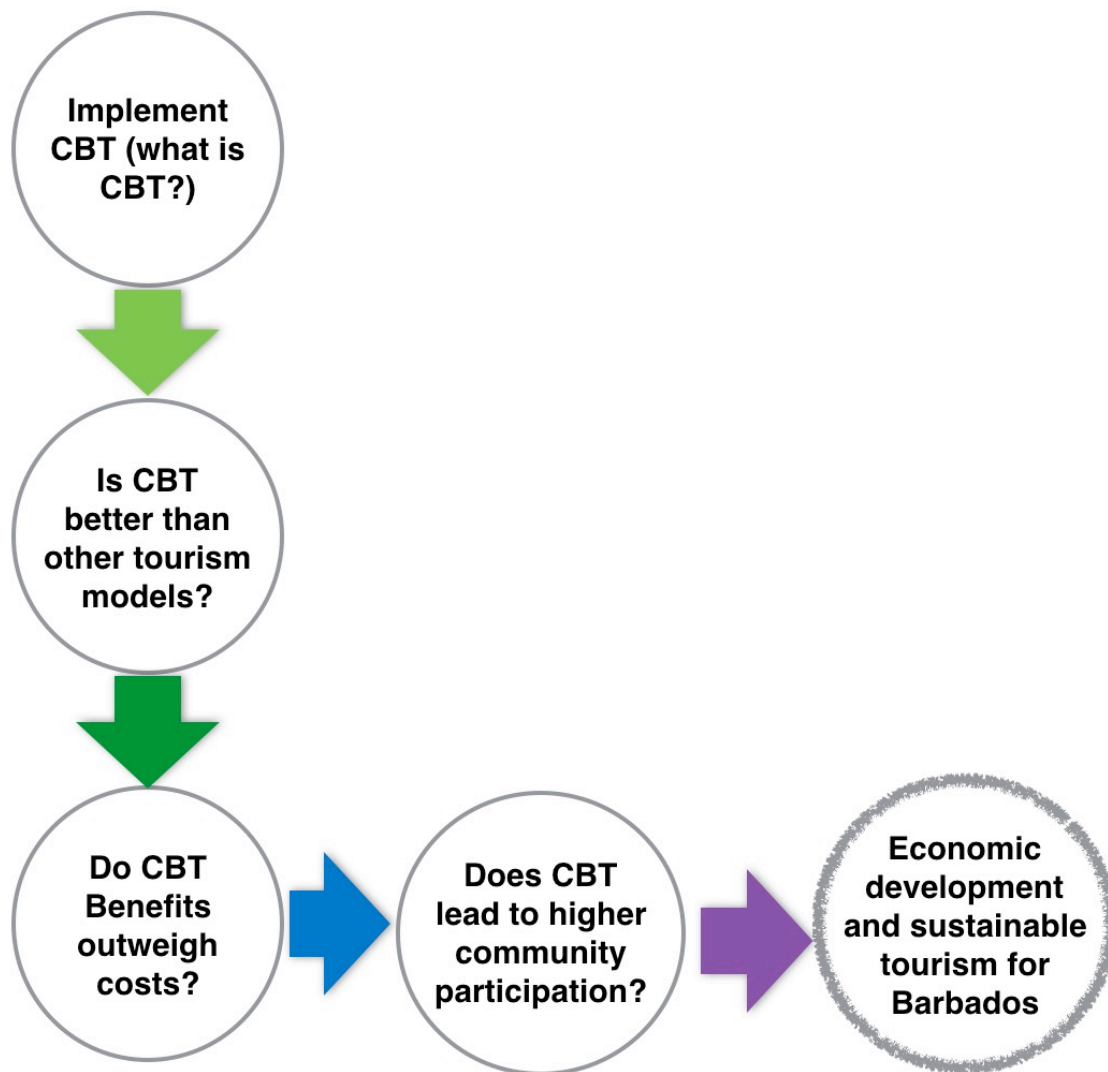 Implement
CBT (what is
CBT?)
Is CBT
better than
other tourism
models?
Do CBT
Benefits
outweigh
costs?
Does CBT
lead to higher
community
participation?
Economic
development
and sustainable
tourism for
Barbados